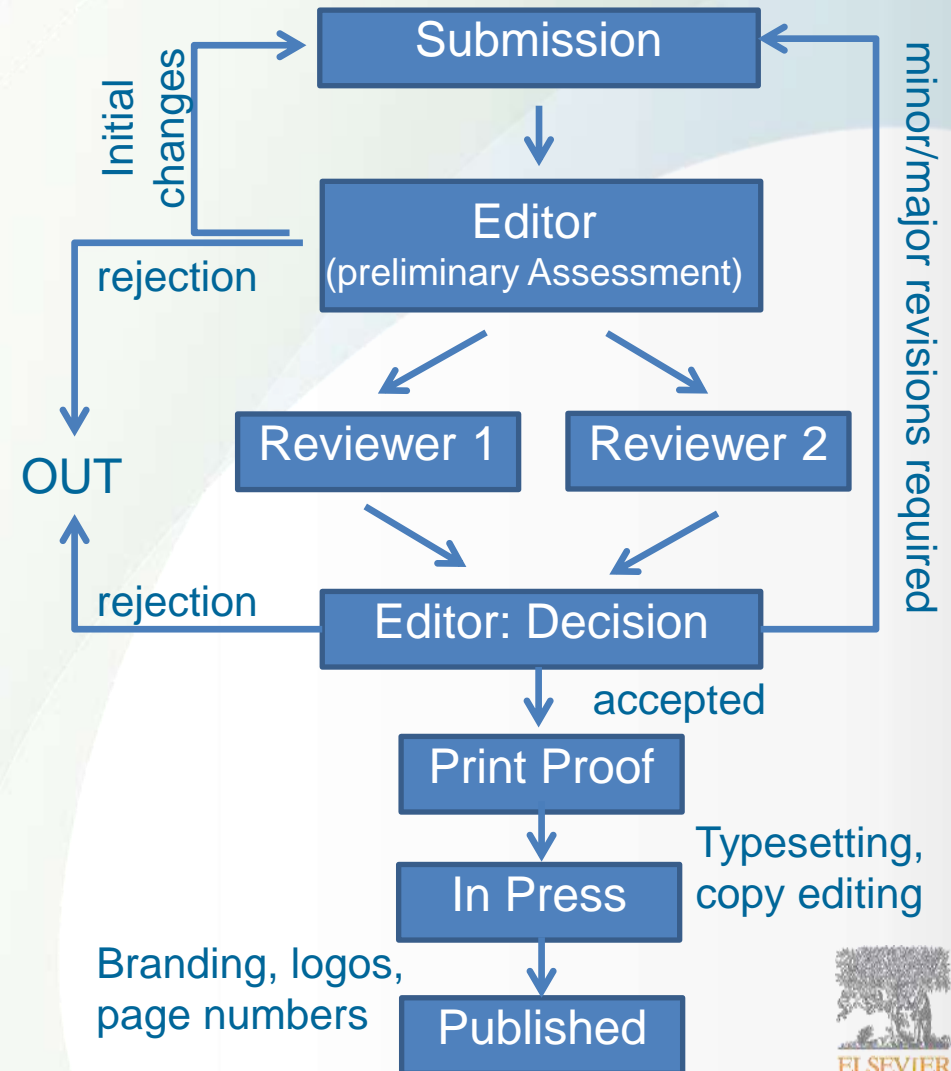 Submission
Initial
changes
minor/major revisions required
Editor
(preliminary Assessment)
rejection
Reviewer 1
Reviewer 2
OUT
rejection
Editor: Decision
accepted
Print Proof
Typesetting,
copy editing
In Press
Branding, logos,
page numbers
Published
ELSEVIER